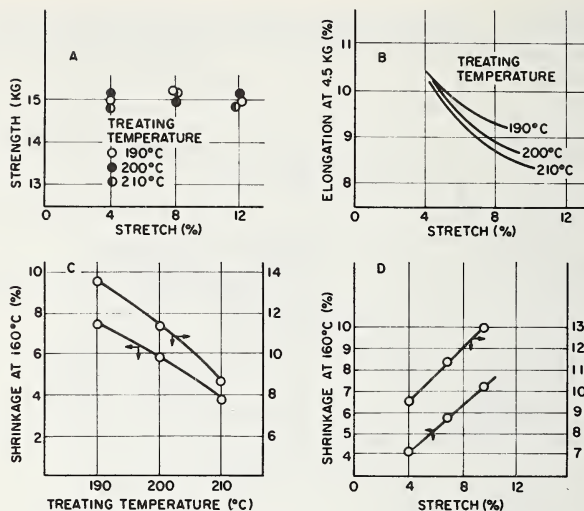 A
STRENGTH (KG)
15
14
13
TREATING
TEMPERATURE
190°C
200°C
210°C
4
8
12
STRETCH (%)
B
ELONGATION AT 4.5 KG (%)
11
10
9
8
TREATING
TEMPERATURE
190°C
200°C
210°C
4
8
12
STRETCH (%)
C
SHRINKAGE AT 160°C (%)
10
8
6
4
2
14
12
10
8
6
190
200
210
TREATING TEMPERATURE (°C)
D
SHRINKAGE AT 160°C (%)
10
9
8
7
6
5
4
13
12
11
10
9
8
7
4
8
12
STRETCH (%)